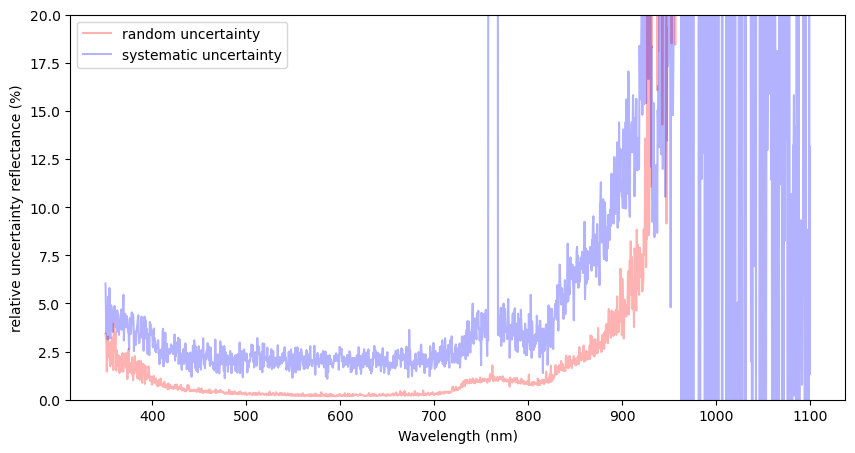 random uncertainty
systematic uncertainty
relative uncertainty reflectance (%)
20.0
17.5
15.0
12.5
10.0
7.5
5.0
2.5
0.0
400 500 600 700 800 900 1000 1100
Wavelength (nm)